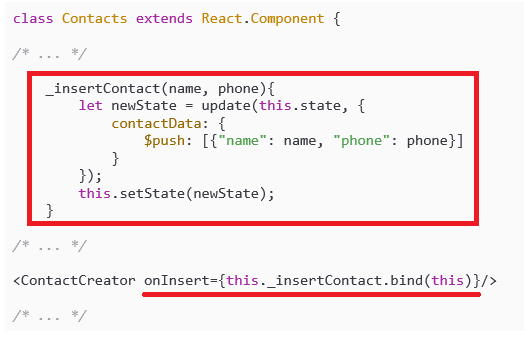 class Contacts extends React.Component {
/* ... */
_insertContact(name, phone){
let newState = update(this.state, {
contactData: {
$push: [{"name": name, "phone": phone}]
}
});
this.setState(newState);
}
/* ... */
<ContactCreator onInsert={this._insertContact.bind(this)}/>
/* ... */